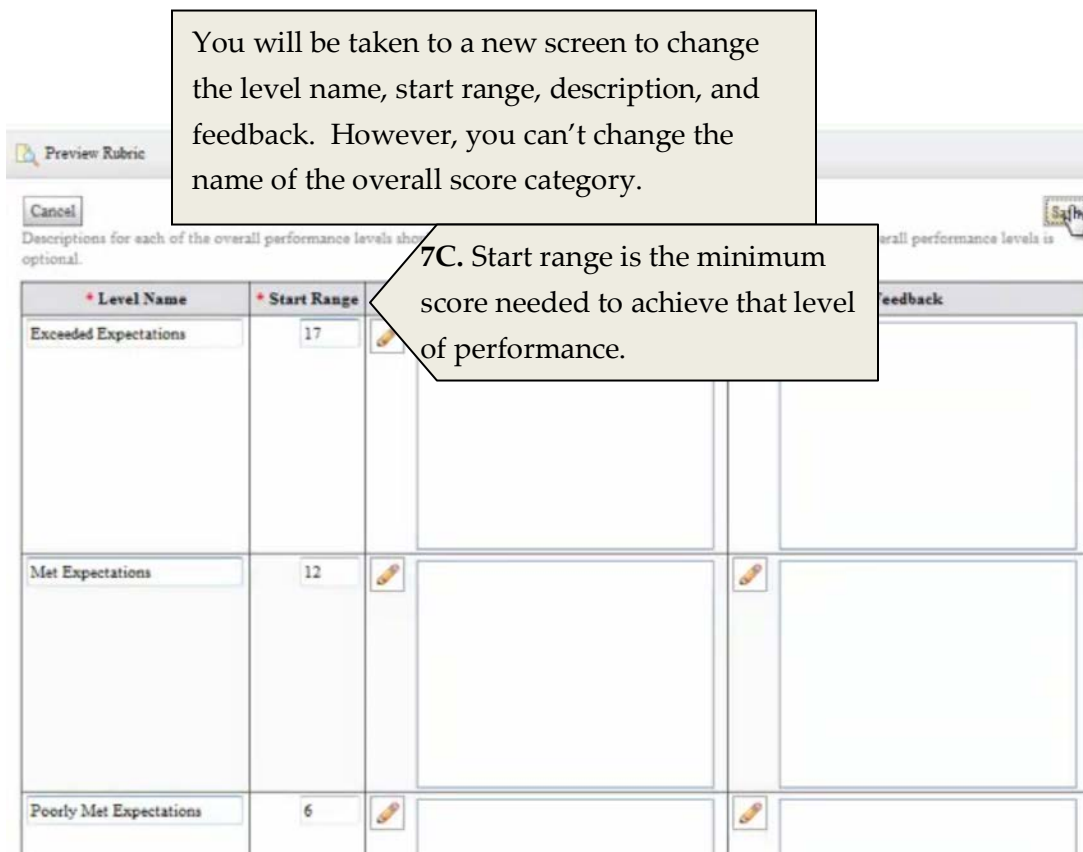 You will be taken to a new screen to change
the level name, start range, description, and
feedback. However, you can’t change the
name of the overall score category.
Preview Rubric
Cancel
Descriptions for each of the overall performance levels
erall performance levels is
optional.
7C. Start range is the minimum
score needed to achieve that level
of performance.
* Level Name
* Start Range
eedback
Exceeded Expectations
17
Met Expectations
12
Poorly Met Expectations
6